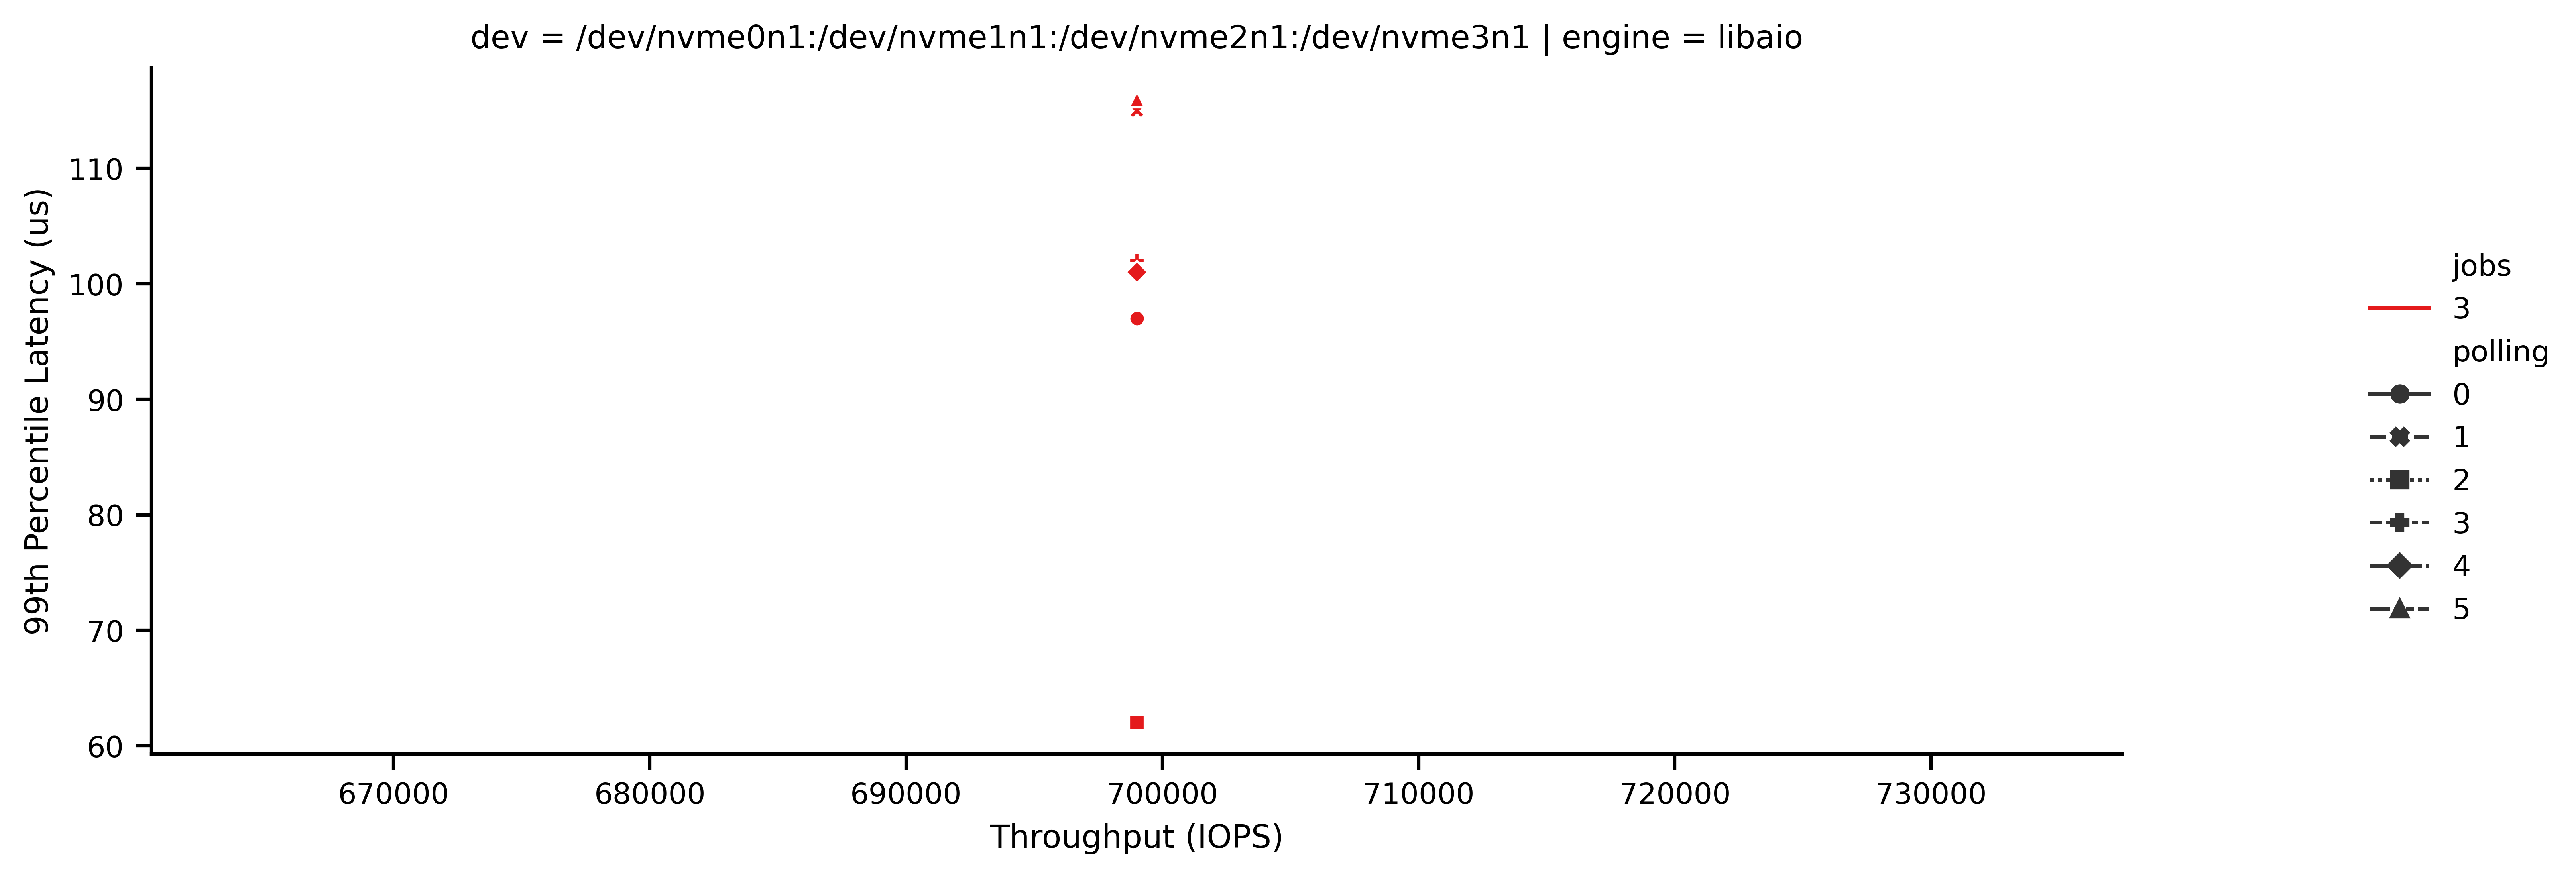 dev = /dev/nvme0n1:/dev/nvme1n1:/dev/nvme2n1:/dev/nvme3n1 | engine = libaio
99th Percentile Latency (us)
110
100
90
80
70
60
670000 680000 690000 700000 710000 720000 730000
Throughput (IOPS)
jobs
3
polling
0
1
2
3
4
5